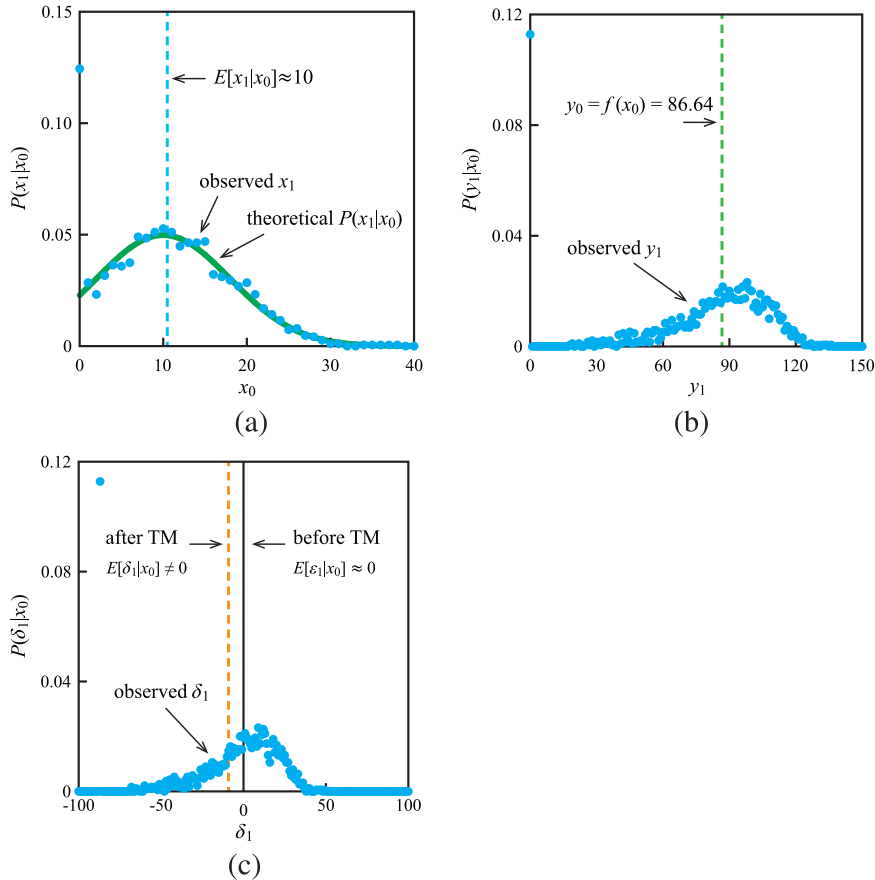 0.15
0.10
0.05
0
P(x₁|x₀)
E[x₁|x₀]≈10
observed x₁
theoretical P(x₁|x₀)
0 10 20 30 40
x₀
(a)
0.12
0.08
0.04
0
P(y₁|x₀)
y₀ = f (x₀) = 86.64
observed y₁
0 30 60 90 120 150
y₁
(b)
0.12
0.08
0.04
0
P(δ₁|x₀)
after TM
E[δ₁|x₀] ≠ 0
before TM
E[ε₁|x₀] ≈ 0
observed δ₁
-100 -50 0 50 100
δ₁
(c)